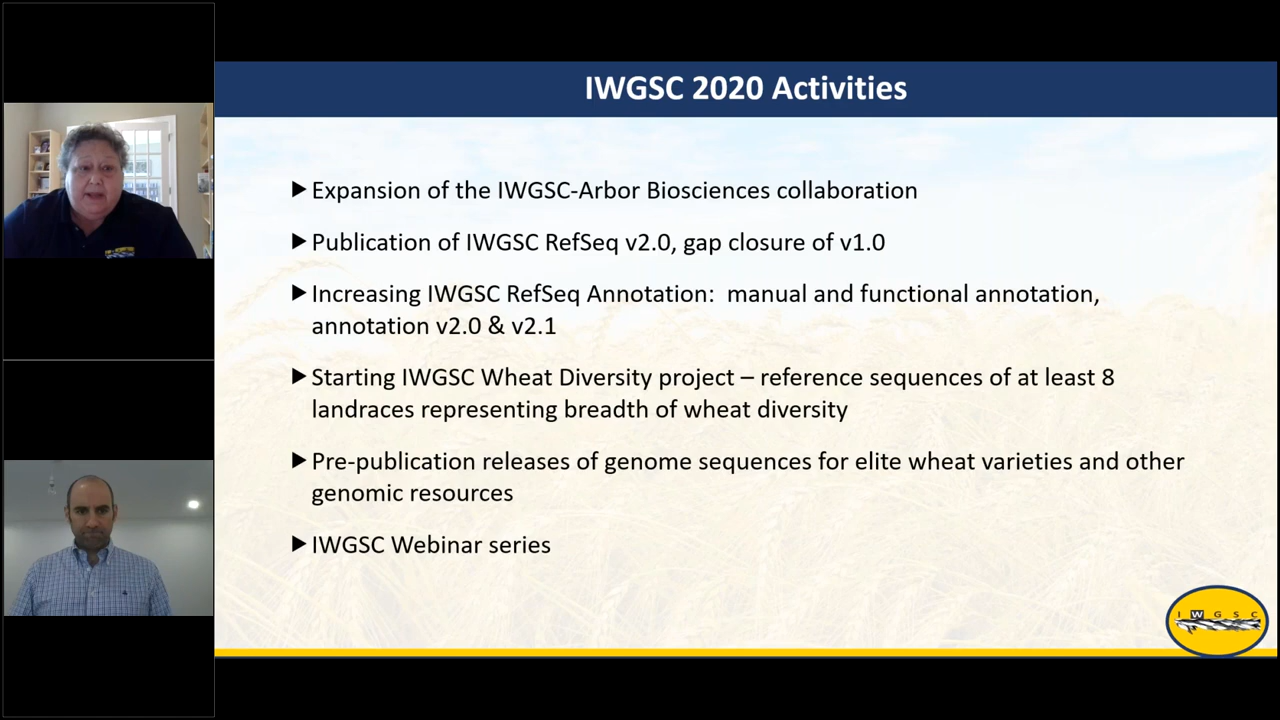 IWGSC 2020 Activities
Expansion of the IWGSC-Arbor Biosciences collaboration
Publication of IWGSC RefSeq v2.0, gap closure of v1.0
Increasing IWGSC RefSeq Annotation: manual and functional annotation,
annotation v2.0 & v2.1
Starting IWGSC Wheat Diversity project – reference sequences of at least 8
landraces representing breadth of wheat diversity
Pre-publication releases of genome sequences for elite wheat varieties and other
genomic resources
IWGSC Webinar series
I W G S C